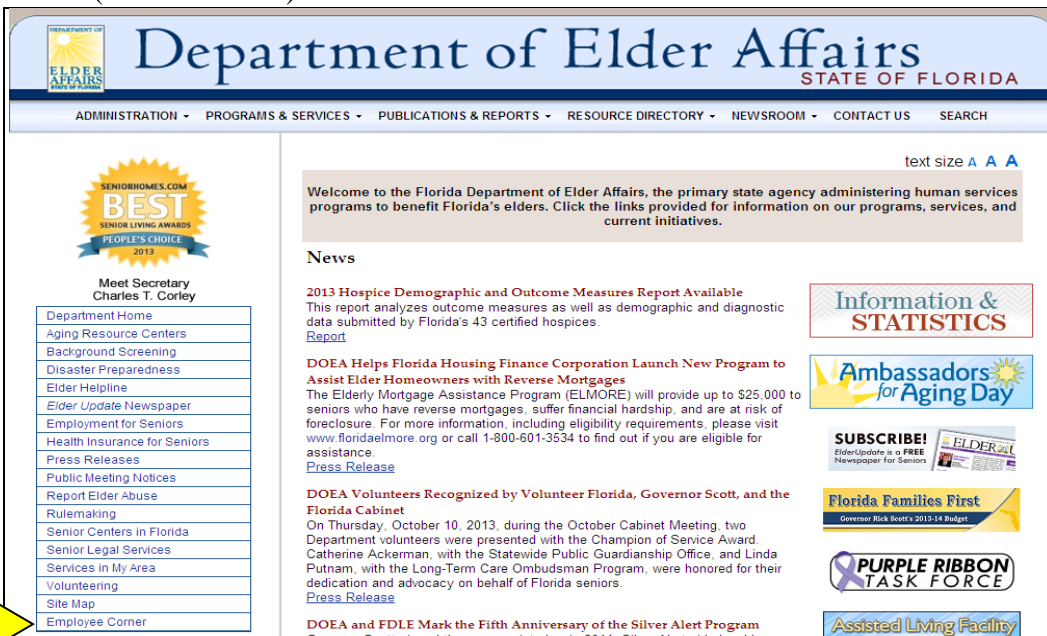 DEPARTMENT OF
ELDER
AFFAIRS
STATE OF FLORIDA
Department of Elder Affairs
STATE OF FLORIDA
ADMINISTRATION PROGRAMS & SERVICES PUBLICATIONS & REPORTS RESOURCE DIRECTORY NEWSROOM CONTACT US SEARCH
SENIORHOMES.COM
BEST
SENIOR LIVING AWARDS
PEOPLE'S CHOICE
2013
Meet Secretary
Charles T. Corley
Department Home
Aging Resource Centers
Background Screening
Disaster Preparedness
Elder Helpline
Elder Update Newspaper
Employment for Seniors
Health Insurance for Seniors
Press Releases
Public Meeting Notices
Report Elder Abuse
Rulemaking
Senior Centers in Florida
Senior Legal Services
Services in My Area
Volunteering
Site Map
Employee Corner
text size A A A
Welcome to the Florida Department of Elder Affairs, the primary state agency administering human services
programs to benefit Florida's elders. Click the links provided for information on our programs, services, and
current initiatives.
News
2013 Hospice Demographic and Outcome Measures Report Available
This report analyzes outcome measures as well as demographic and diagnostic
data submitted by Florida's 43 certified hospices.
Report
DOEA Helps Florida Housing Finance Corporation Launch New Program to
Assist Elder Homeowners with Reverse Mortgages
The Elderly Mortgage Assistance Program (ELMORE) will provide up to $25,000 to
seniors who have reverse mortgages, suffer financial hardship, and are at risk of
foreclosure. For more information, including eligibility requirements, please visit
www.floridaelmore.org or call 1-800-601-3534 to find out if you are eligible for
assistance.
Press Release
DOEA Volunteers Recognized by Volunteer Florida, Governor Scott, and the
Florida Cabinet
On Thursday, October 10, 2013, during the October Cabinet Meeting, two
Department volunteers were presented with the Champion of Service Award.
Catherine Ackerman, with the Statewide Public Guardianship Office, and Linda
Putnam, with the Long-Term Care Ombudsman Program, were honored for their
dedication and advocacy on behalf of Florida seniors.
Press Release
DOEA and FDLE Mark the Fifth Anniversary of the Silver Alert Program
Information &
STATISTICS
Ambassadors
for Aging Day
SUBSCRIBE!
ElderUpdate is a FREE
Newspaper for Seniors
ELDER U
Florida Families First
Governor Rick Scott's 2013-14 Budget
PURPLE RIBBON
TASK FORCE
Assisted Living Facility